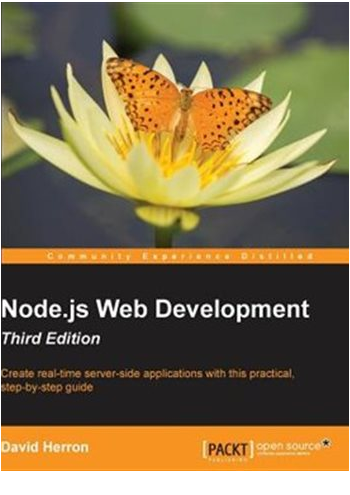 Community Experience Distilled
Node.js Web Development
Third Edition
Create real-time server-side applications with this practical,
step-by-step guide
David Herron
[PACKT] open source*
PUBLISHING